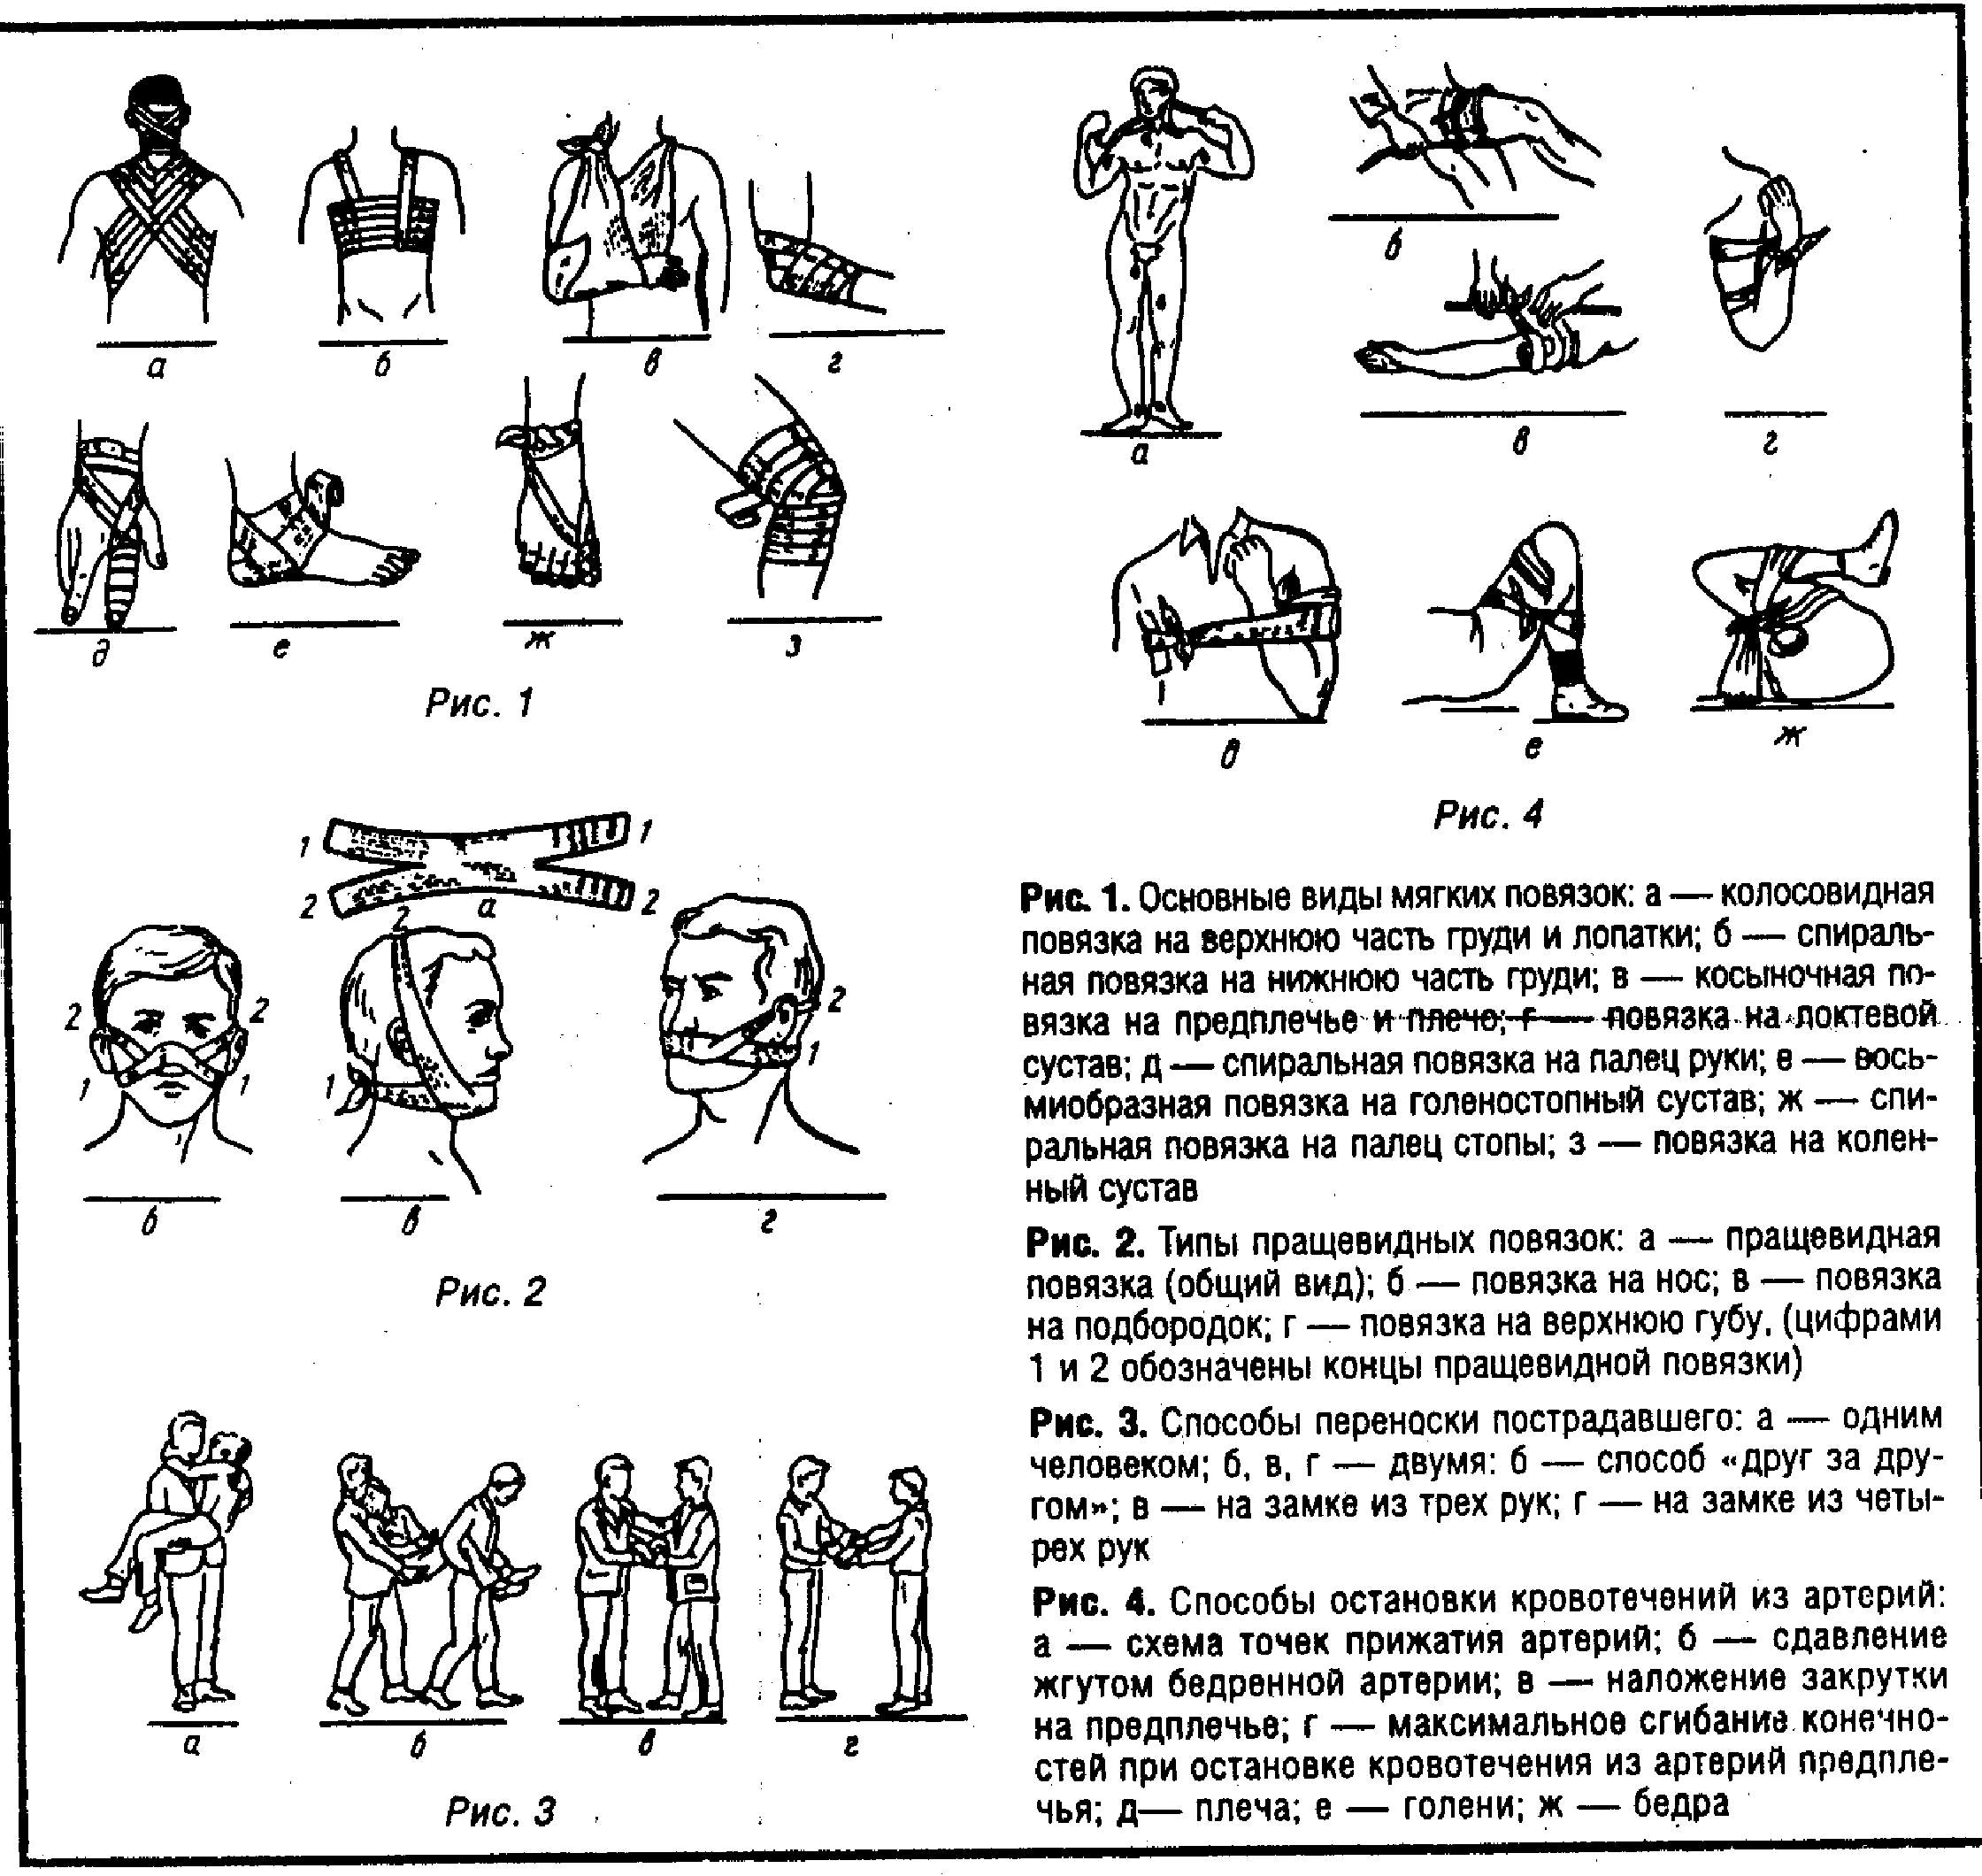 а
б
в
г
д
е
ж
з
Рис. 1
1
1
2
а
2
2
2
2
1
1
1
2
1
б
в
г
Рис. 2
а
б
в
г
Рис. 3
а
б
в
г
д
е
ж
Рис. 4
Рис. 1. Основные виды мягких повязок: а — колосовидная
повязка на верхнюю часть груди и лопатки; б — спираль-
ная повязка на нижнюю часть груди; в — косыночная по-
вязка на предплечье и плечо; г — повязка на локтевой
сустав; д — спиральная повязка на палец руки; е — вось-
миобразная повязка на голеностопный сустав; ж — спи-
ральная повязка на палец стопы; з — повязка на колен-
ный сустав
Рис. 2. Типы пращевидных повязок: а — пращевидная
повязка (общий вид); б — повязка на нос; в — повязка
на подбородок; г — повязка на верхнюю губу, (цифрами
1 и 2 обозначены концы пращевидной повязки)
Рис. 3. Способы переноски пострадавшего: а — одним
человеком; б, в, г — двумя: б — способ «друг за дру-
гом»; в — на замке из трех рук; г — на замке из четы-
рех рук
Рис. 4. Способы остановки кровотечений из артерий:
а — схема точек прижатия артерий; б — сдавление
жгутом бедренной артерии; в — наложение закрутки
на предплечье; г — максимальное сгибание конечно-
стей при остановке кровотечения из артерий предпле-
чья; д— плеча; е — голени; ж — бедра